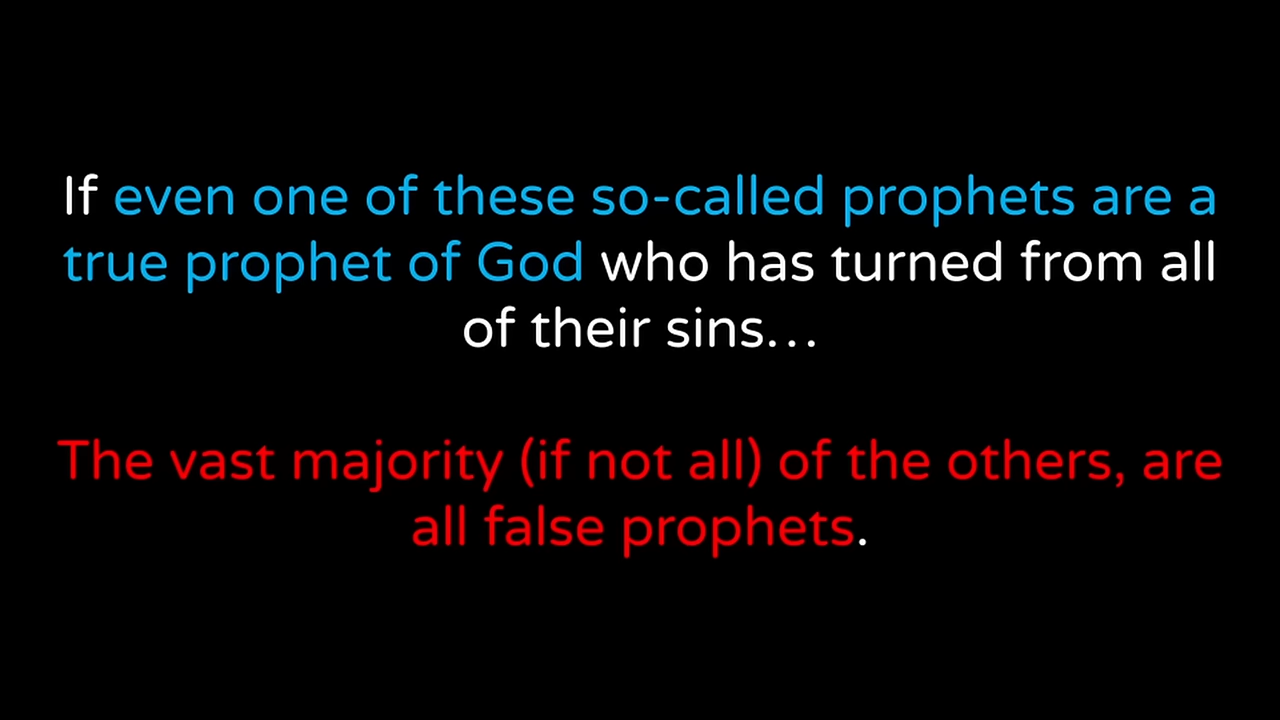 If even one of these so-called prophets are a
true prophet of God who has turned from all
of their sins...
The vast majority (if not all) of the others, are
all false prophets.